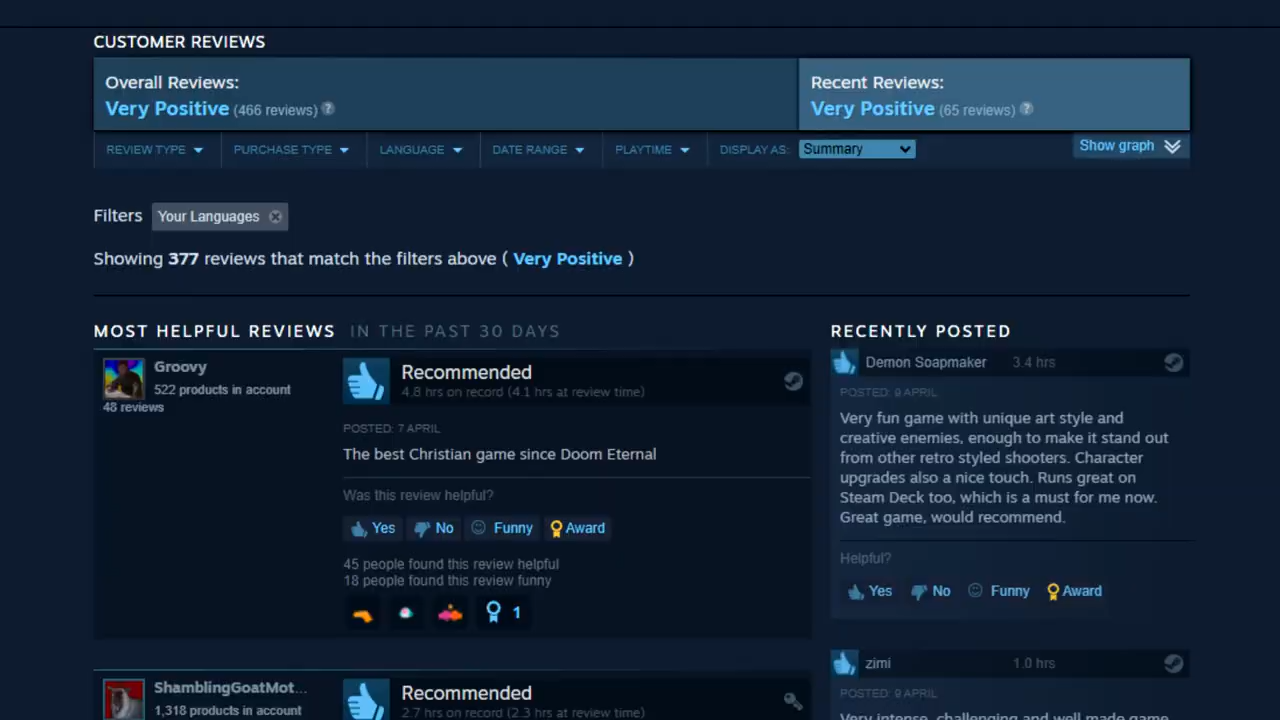 CUSTOMER REVIEWS
Overall Reviews:
Very Positive (466 reviews) ?
Recent Reviews:
Very Positive (65 reviews) ?
REVIEW TYPE PURCHASE TYPE LANGUAGE DATE RANGE PLAYTIME DISPLAY AS: Summary Show graph
Filters Your Languages
Showing 377 reviews that match the filters above ( Very Positive )
MOST HELPFUL REVIEWS IN THE PAST 30 DAYS
Groovy
522 products in account
48 reviews
Recommended
4.8 hrs on record (4.1 hrs at review time)
POSTED: 7 APRIL
The best Christian game since Doom Eternal
Was this review helpful?
Yes No Funny Award
45 people found this review helpful
18 people found this review funny
1
ShamblingGoatMot...
1,318 products in account
Recommended
2.7 hrs on record (2.3 hrs at review time)
RECENTLY POSTED
Demon Soapmaker 3.4 hrs
POSTED: 9 APRIL
Very fun game with unique art style and
creative enemies, enough to make it stand out
from other retro styled shooters. Character
upgrades also a nice touch. Runs great on
Steam Deck too, which is a must for me now.
Great game, would recommend.
Helpful?
Yes No Funny Award
zimi 1.0 hrs
POSTED: 9 APRIL
Very intense, challenging and well made game